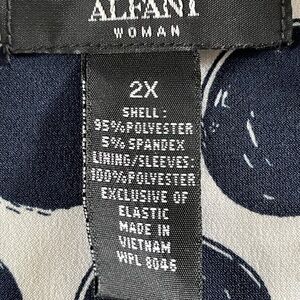 ALFANI
WOMAN
2X
SHELL:
95%POLYESTER
5% SPANDEX
LINING/SLEEVES:
100%POLYESTER
EXCLUSIVE OF
ELASTIC
MADE IN
VIETNAM
WPL 8046